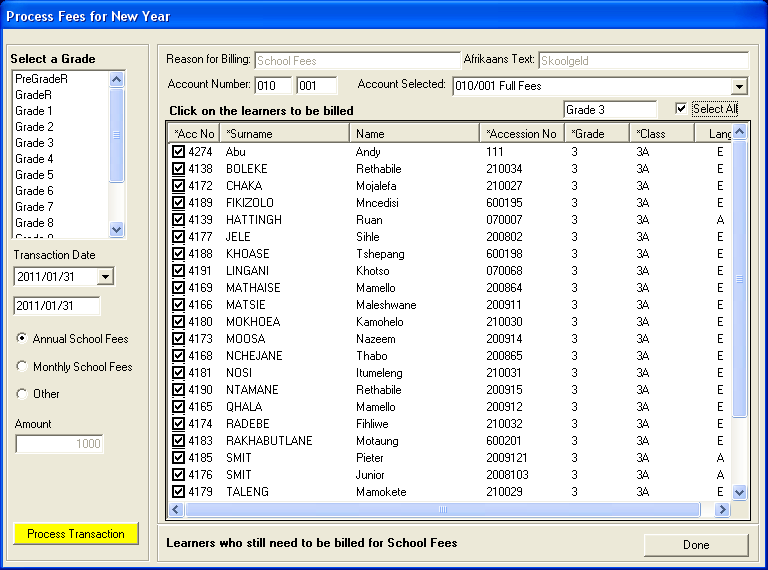 Process Fees for New Year
Select a Grade
PreGradeR
GradeR
Grade 1
Grade 2
Grade 3
Grade 4
Grade 5
Grade 6
Grade 7
Grade 8
Transaction Date
2011/01/31
2011/01/31
Annual School Fees
Monthly School Fees
Other
Amount
1000
Process Transaction
Reason for Billing: School Fees Afrikaans Text: Skoolgeld
Account Number: 010 001 Account Selected: 010/001 Full Fees
Click on the learners to be billed Grade 3 Select All
*Acc No *Surname Name *Accession No *Grade *Class Lang
4274 Abu Andy 111 3 3A E
4138 BOLEKE Rethabile 210034 3 3A E
4172 CHAKA Mojalefa 210027 3 3A E
4189 FIKIZOLO Mncedisi 600195 3 3A E
4139 HATTINGH Ruan 070007 3 3A A
4177 JELE Sihle 200802 3 3A E
4188 KHOASE Tshepang 600198 3 3A E
4191 LINGANI Khotso 070068 3 3A E
4169 MATHAISE Mamello 200864 3 3A E
4166 MATSIE Maleshwane 200911 3 3A E
4180 MOKHOEA Kamohelo 210030 3 3A E
4173 MOOSA Nazeem 200914 3 3A E
4168 NCHEJANE Thabo 200865 3 3A E
4181 NOSI Itumeleng 210031 3 3A E
4190 NTAMANE Rethabile 200915 3 3A E
4165 QHALA Mamello 200912 3 3A E
4174 RADEBE Fihliwe 210032 3 3A E
4183 RAKHABUTLANE Motaung 600201 3 3A E
4185 SMIT Pieter 2009121 3 3A A
4176 SMIT Junior 2008103 3 3A A
4179 TALENG Mamokete 210029 3 3A E
Learners who still need to be billed for School Fees
Done